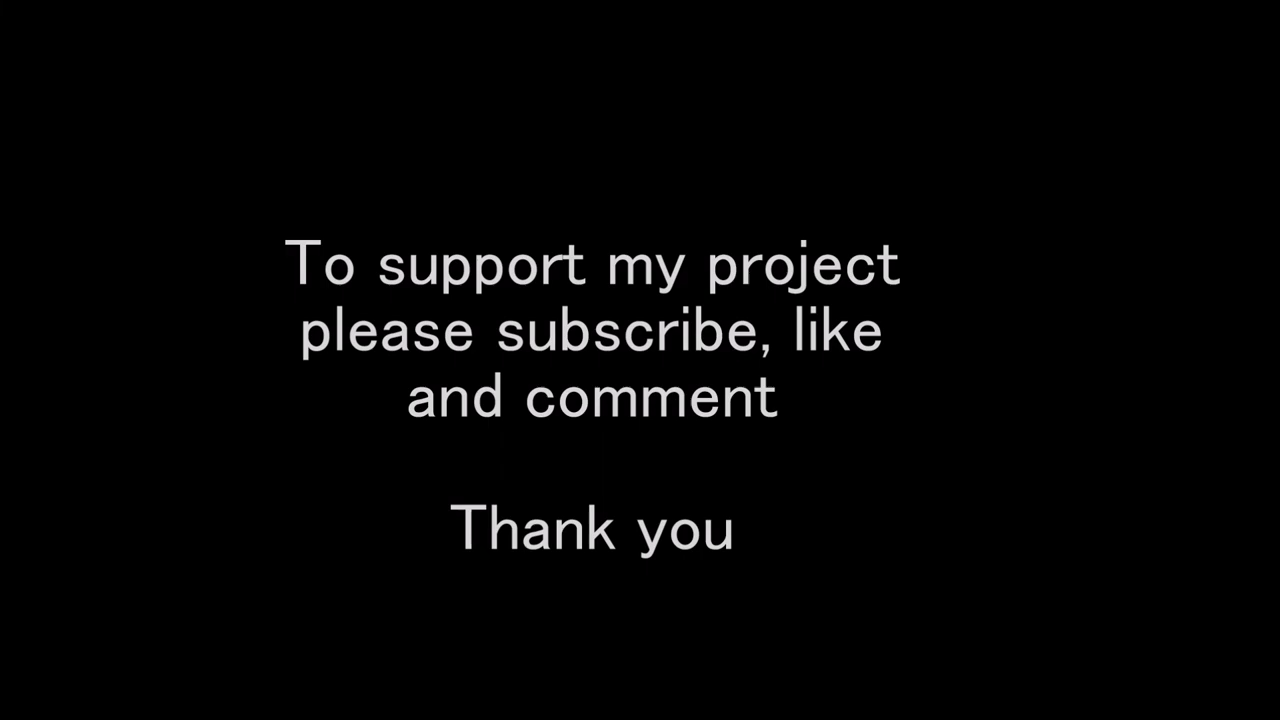 To support my project
please subscribe, like
and comment
Thank you